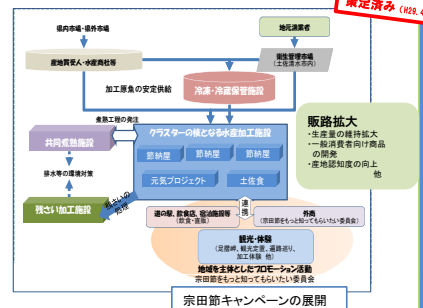 策定済み（H29.4
県内市場・県外市場
地元漁業者
産地買受人・水産商社等
衛生管理市場
（土佐清水市内）
加工原魚の安定供給
冷凍・冷蔵保管施設
煮熟工程の発注
クラスターの核となる水産加工施設
共同煮熟施設
節納屋
節納屋
節納屋
元気プロジェクト
土佐食
排水等の環境対策
残さいの処理
残さい加工施設
販路拡大
・生産量の維持拡大
・一般消費者向け商品
の開発
・産地認知度の向上
他
連携
道の駅、飲食店、宿泊施設等
（飲食・直販）
外商
（宗田節をもっと知ってもらいたい委員会）
観光・体験
（足摺岬、観光定置、遍路巡り、
加工体験 他）
地域を主体としたプロモーション活動
宗田節をもっと知ってもらいたい委員会
宗田節キャンペーンの展開